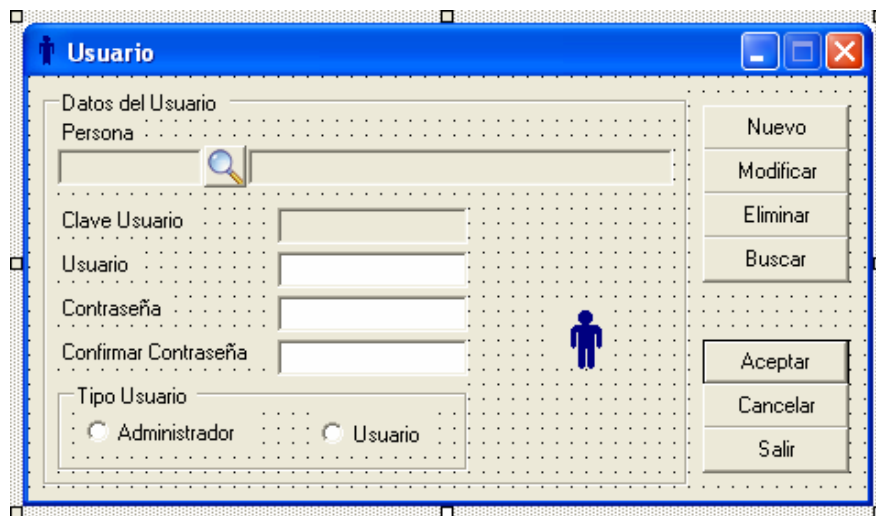 Usuario
Datos del Usuario
Persona
Clave Usuario
Usuario
Contraseña
Confirmar Contraseña
Tipo Usuario
Administrador
Usuario
Nuevo
Modificar
Eliminar
Buscar
Aceptar
Cancelar
Salir